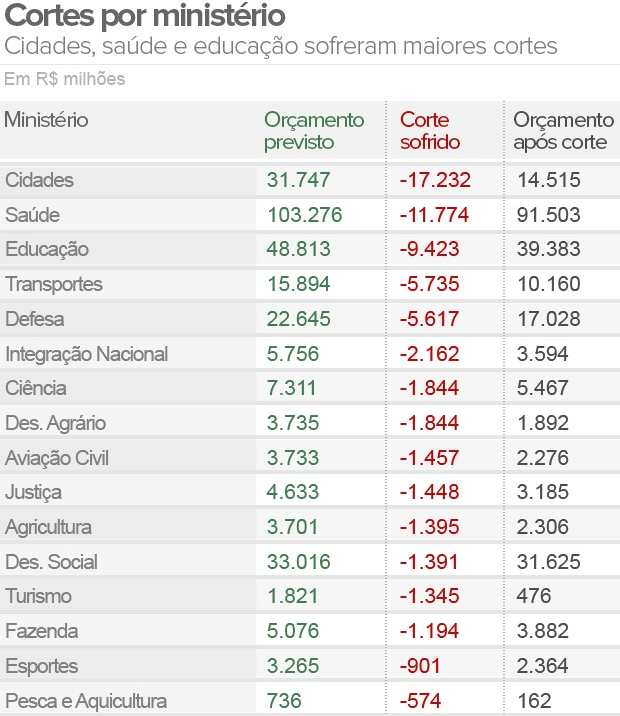 Cortes por ministério
Cidades, saúde e educação sofreram maiores cortes
Em R$ milhões
Ministério Orçamento previsto Corte sofrido Orçamento após corte
Cidades 31.747 -17.232 14.515
Saúde 103.276 -11.774 91.503
Educação 48.813 -9.423 39.383
Transportes 15.894 -5.735 10.160
Defesa 22.645 -5.617 17.028
Integração Nacional 5.756 -2.162 3.594
Ciência 7.311 -1.844 5.467
Des. Agrário 3.735 -1.844 1.892
Aviação Civil 3.733 -1.457 2.276
Justiça 4.633 -1.448 3.185
Agricultura 3.701 -1.395 2.306
Des. Social 33.016 -1.391 31.625
Turismo 1.821 -1.345 476
Fazenda 5.076 -1.194 3.882
Esportes 3.265 -901 2.364
Pesca e Aquicultura 736 -574 162